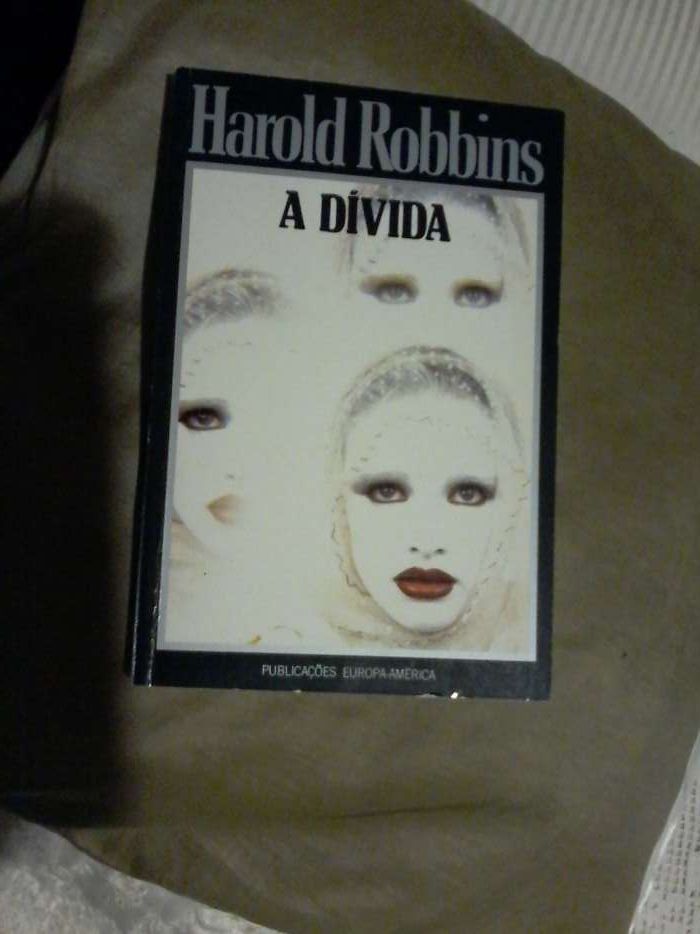 Harold Robbins
A DÍVIDA
PUBLICAÇÕES EUROPA-AMÉRICA